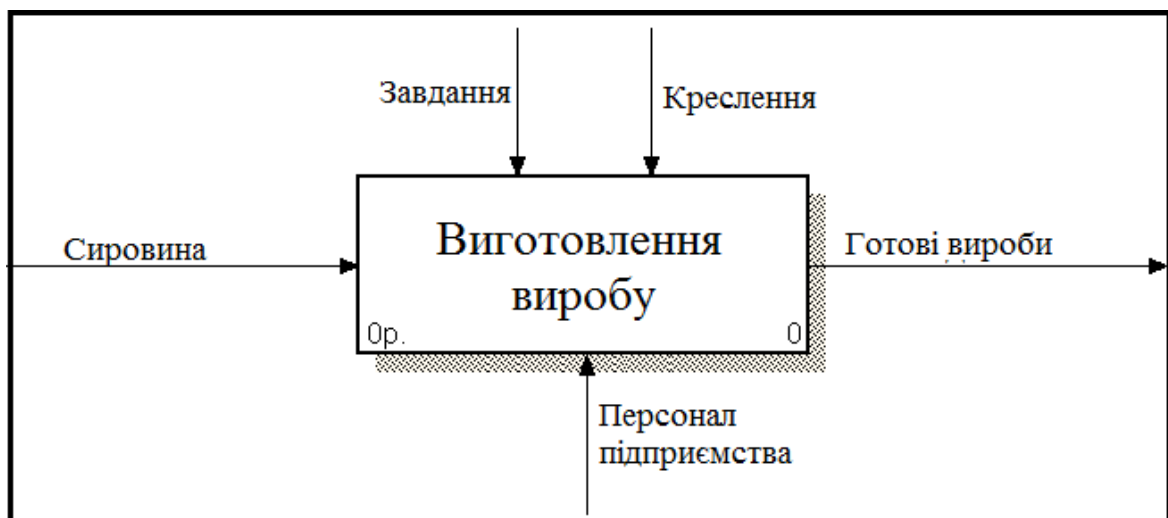 Завдання
Креслення
Сировина
Виготовлення
виробу
Готові вироби
0р.
0
Персонал
підприємства